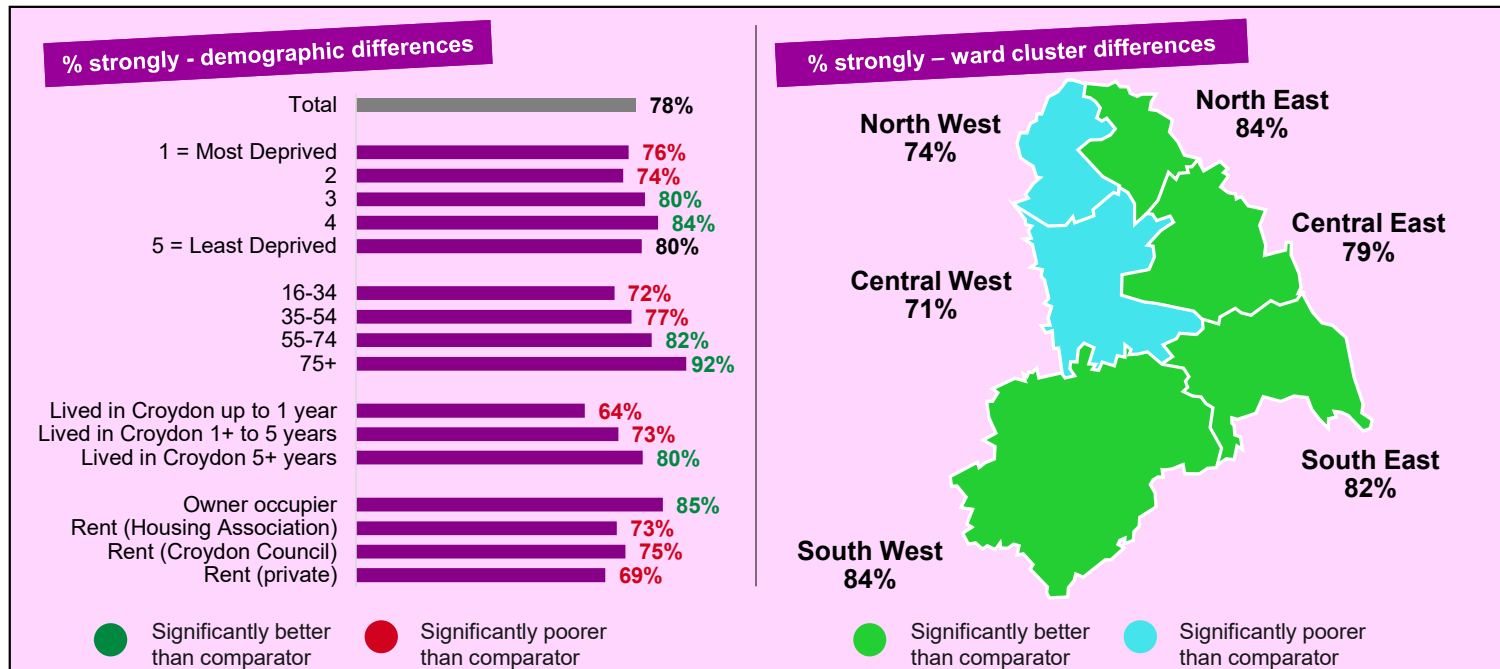 % strongly - demographic differences
Total 78%
1 = Most Deprived 76%
2 74%
3 80%
4 84%
5 = Least Deprived 80%
16-34 72%
35-54 77%
55-74 82%
75+ 92%
Lived in Croydon up to 1 year 64%
Lived in Croydon 1+ to 5 years 73%
Lived in Croydon 5+ years 80%
Owner occupier 85%
Rent (Housing Association) 73%
Rent (Croydon Council) 75%
Rent (private) 69%
Significantly better
than comparator
Significantly poorer
than comparator
% strongly – ward cluster differences
North East
84%
North West
74%
Central East
79%
Central West
71%
South East
82%
South West
84%
Significantly better
than comparator
Significantly poorer
than comparator